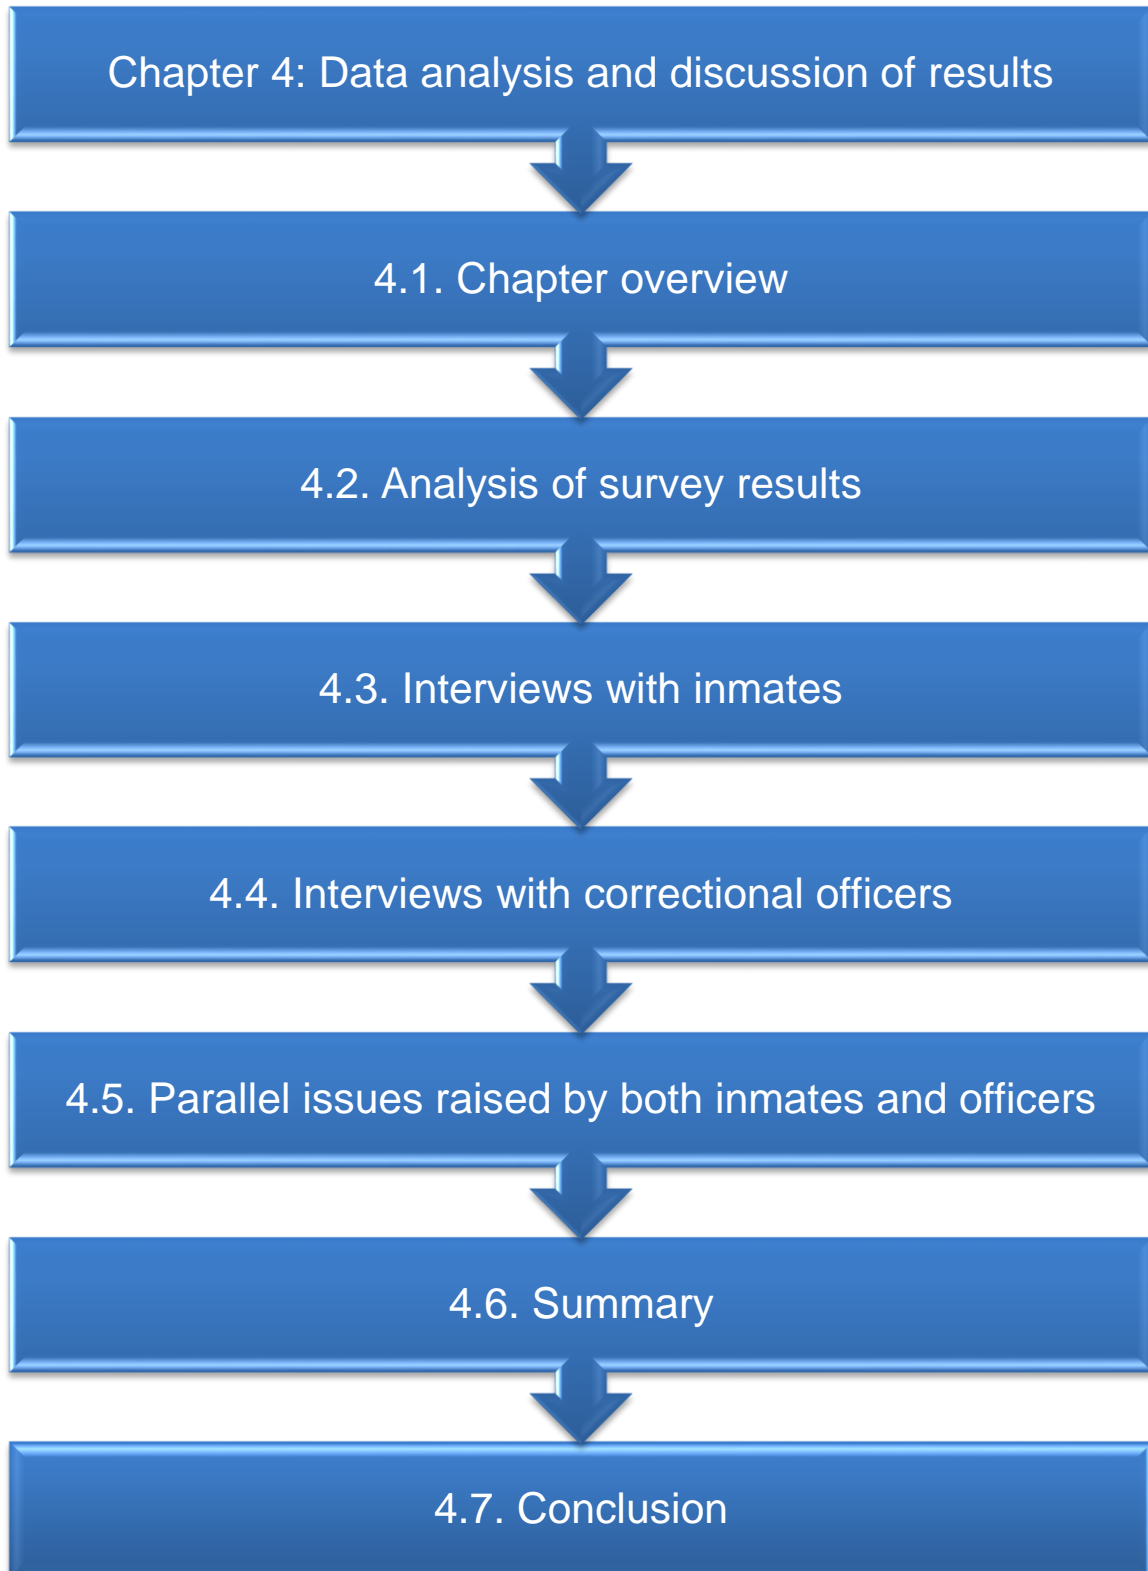 Chapter 4: Data analysis and discussion of results
4.1. Chapter overview
4.2. Analysis of survey results
4.3. Interviews with inmates
4.4. Interviews with correctional officers
4.5. Parallel issues raised by both inmates and officers
4.6. Summary
4.7. Conclusion